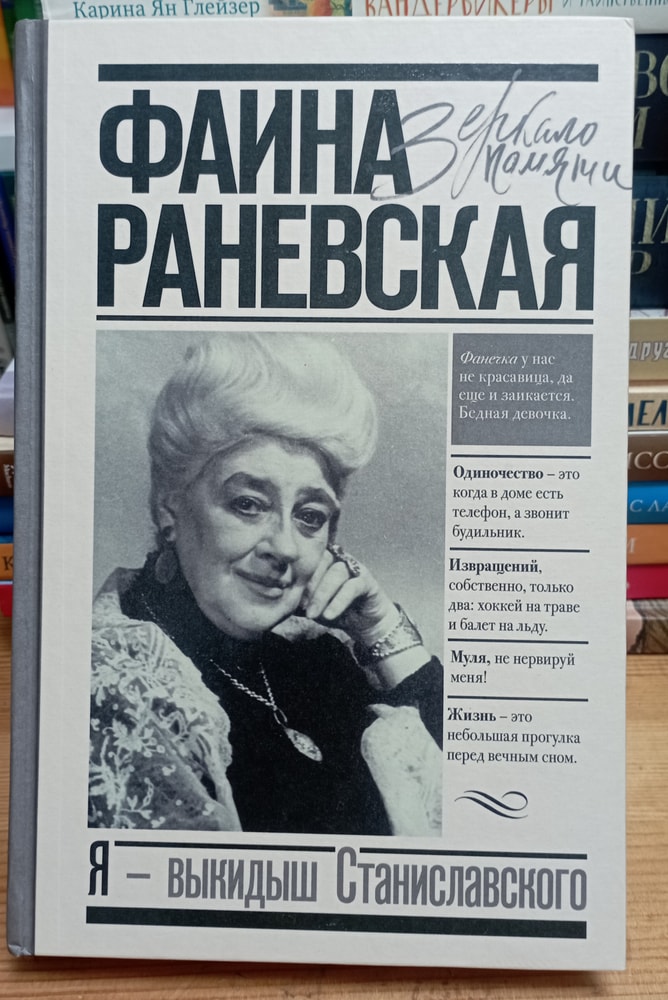 Карина Ян Глейзер
ВАНДЕРБИКЕРЫ
ФАИНА
РАНЕВСКАЯ
Зеркало
памяти
Фанечка у нас
не красавица, да
еще и заикается.
Бедная девочка.
Одиночество – это
когда в доме есть
телефон, а звонит
будильник.
Извращений,
собственно, только
два: хоккей на траве
и балет на льду.
Муля, не нервируй
меня!
Жизнь – это
небольшая прогулка
перед вечным сном.
Я – выкидыш Станиславского